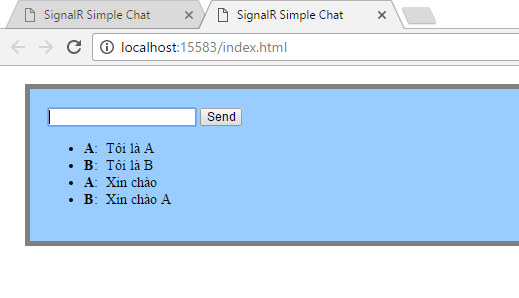 SignalR Simple Chat
SignalR Simple Chat
localhost:15583/index.html
Send
A: Tôi là A
B: Tôi là B
A: Xin chào
B: Xin chào A